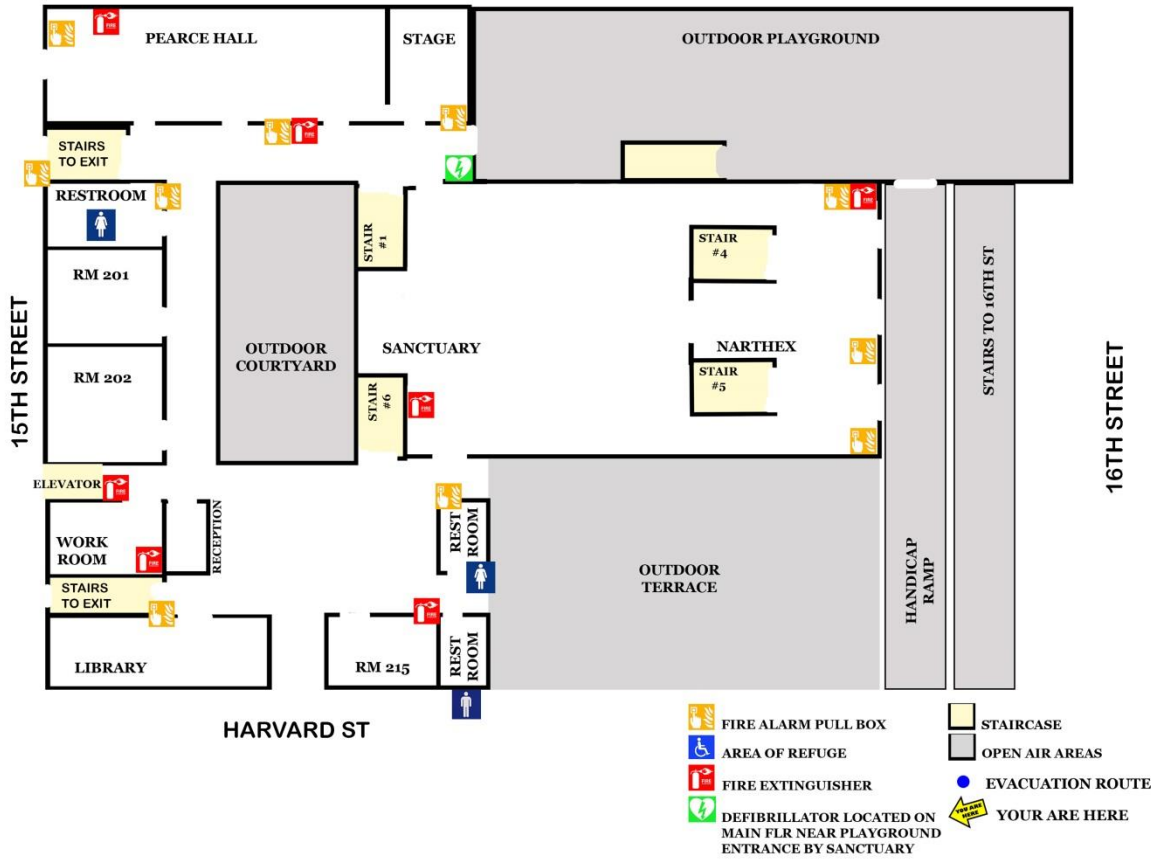 PEARCE HALL
STAGE
OUTDOOR PLAYGROUND
STAIRS
TO EXIT
RESTROOM
RM 201
RM 202
15TH STREET
OUTDOOR
COURTYARD
STAIR
#1
SANCTUARY
STAIR
#6
STAIR
#4
NARTHEX
STAIR
#5
HANDICAP
RAMP
STAIRS TO 16TH ST
16TH STREET
ELEVATOR
WORK
ROOM
RECEPTION
STAIRS
TO EXIT
LIBRARY
REST
ROOM
RM 215
REST
ROOM
OUTDOOR
TERRACE
HARVARD ST
FIRE ALARM PULL BOX
AREA OF REFUGE
FIRE EXTINGUISHER
DEFIBRILLATOR LOCATED ON
MAIN FLR NEAR PLAYGROUND
ENTRANCE BY SANCTUARY
STAIRCASE
OPEN AIR AREAS
EVACUATION ROUTE
YOU ARE
HERE
YOUR ARE HERE